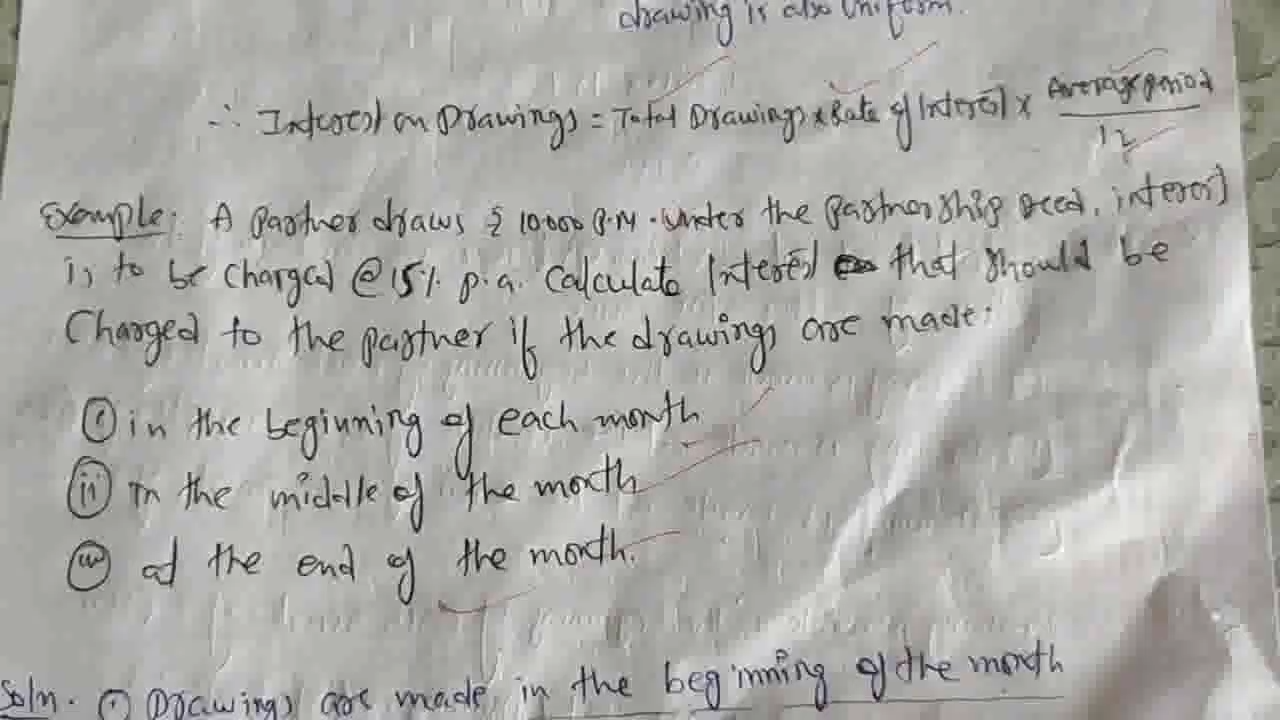 drawing is also Uniform.
∴ Interest on Drawings = Total Drawings × Rate of Interest × Average period / 12
Example: A partner draws ₹ 10000 P.M. Under the partnership deed, interest
is to be charged @ 15% p.a. Calculate Interest that should be
Charged to the partner if the drawings are made:
(i) in the beginning of each month
(ii) In the middle of the month
(iii) at the end of the month.
Soln. (i) Drawings are made in the beginning of the month